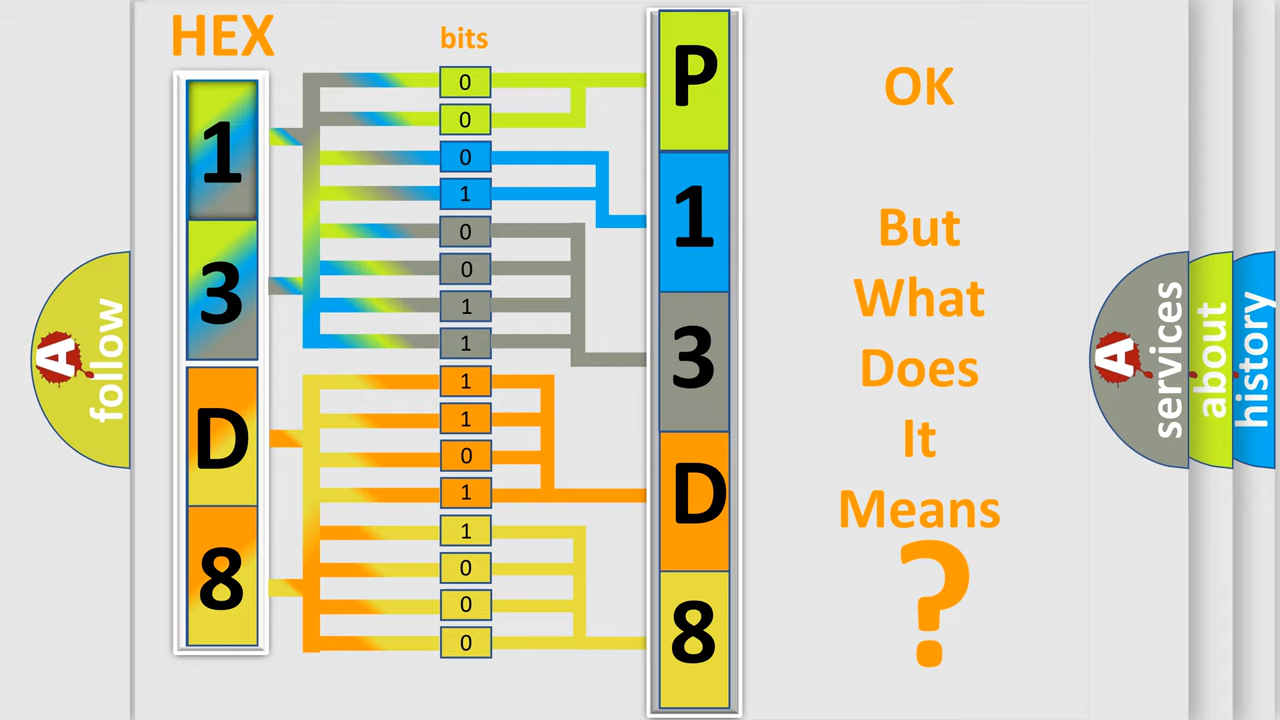 HEX
bits
1
3
D
8
0
0
0
1
0
0
1
1
1
1
0
1
1
0
0
0
P
1
3
D
8
OK
But
What
Does
It
Means
?
A
follow
A
services
about
history